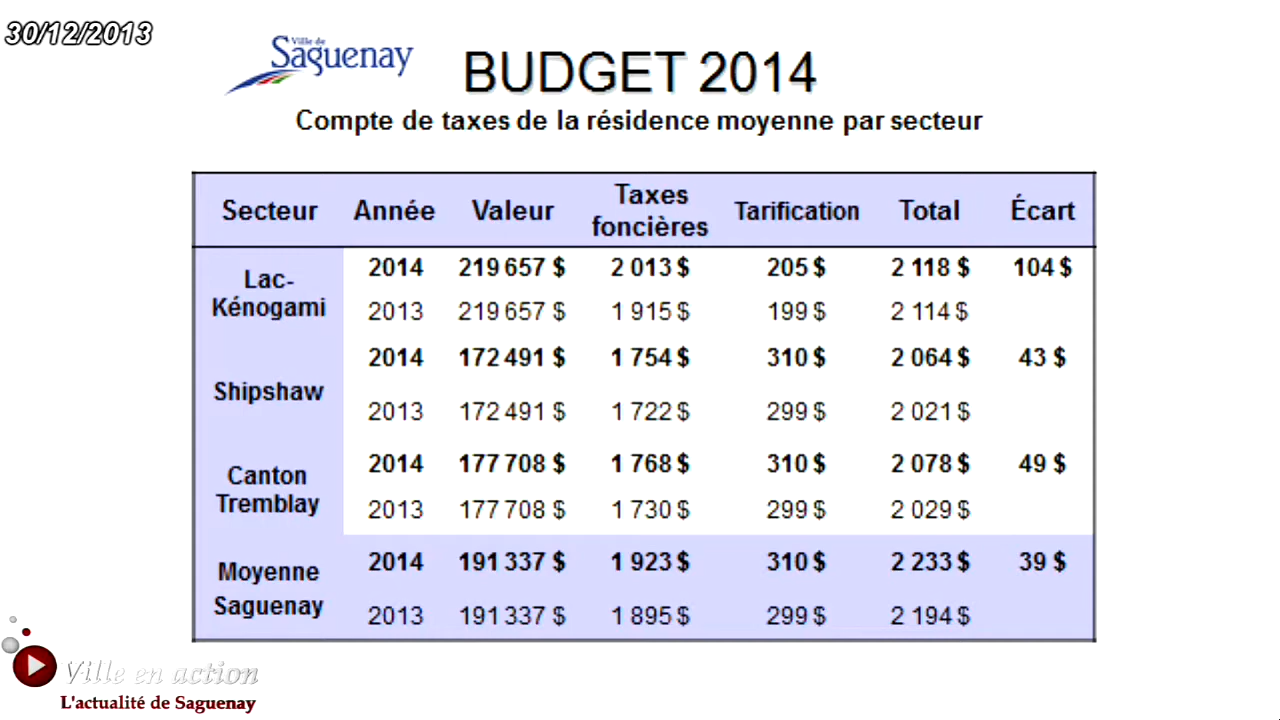 30/12/2013
Ville de
Saguenay
BUDGET 2014
Compte de taxes de la résidence moyenne par secteur
Secteur Année Valeur Taxes foncières Tarification Total Écart
Lac-Kénogami 2014 219 657 $ 2 013 $ 205 $ 2 118 $ 104 $
2013 219 657 $ 1 915 $ 199 $ 2 114 $
Shipshaw 2014 172 491 $ 1 754 $ 310 $ 2 064 $ 43 $
2013 172 491 $ 1 722 $ 299 $ 2 021 $
Canton Tremblay 2014 177 708 $ 1 768 $ 310 $ 2 078 $ 49 $
2013 177 708 $ 1 730 $ 299 $ 2 029 $
Moyenne Saguenay 2014 191 337 $ 1 923 $ 310 $ 2 233 $ 39 $
2013 191 337 $ 1 895 $ 299 $ 2 194 $
Ville en action
L'actualité de Saguenay